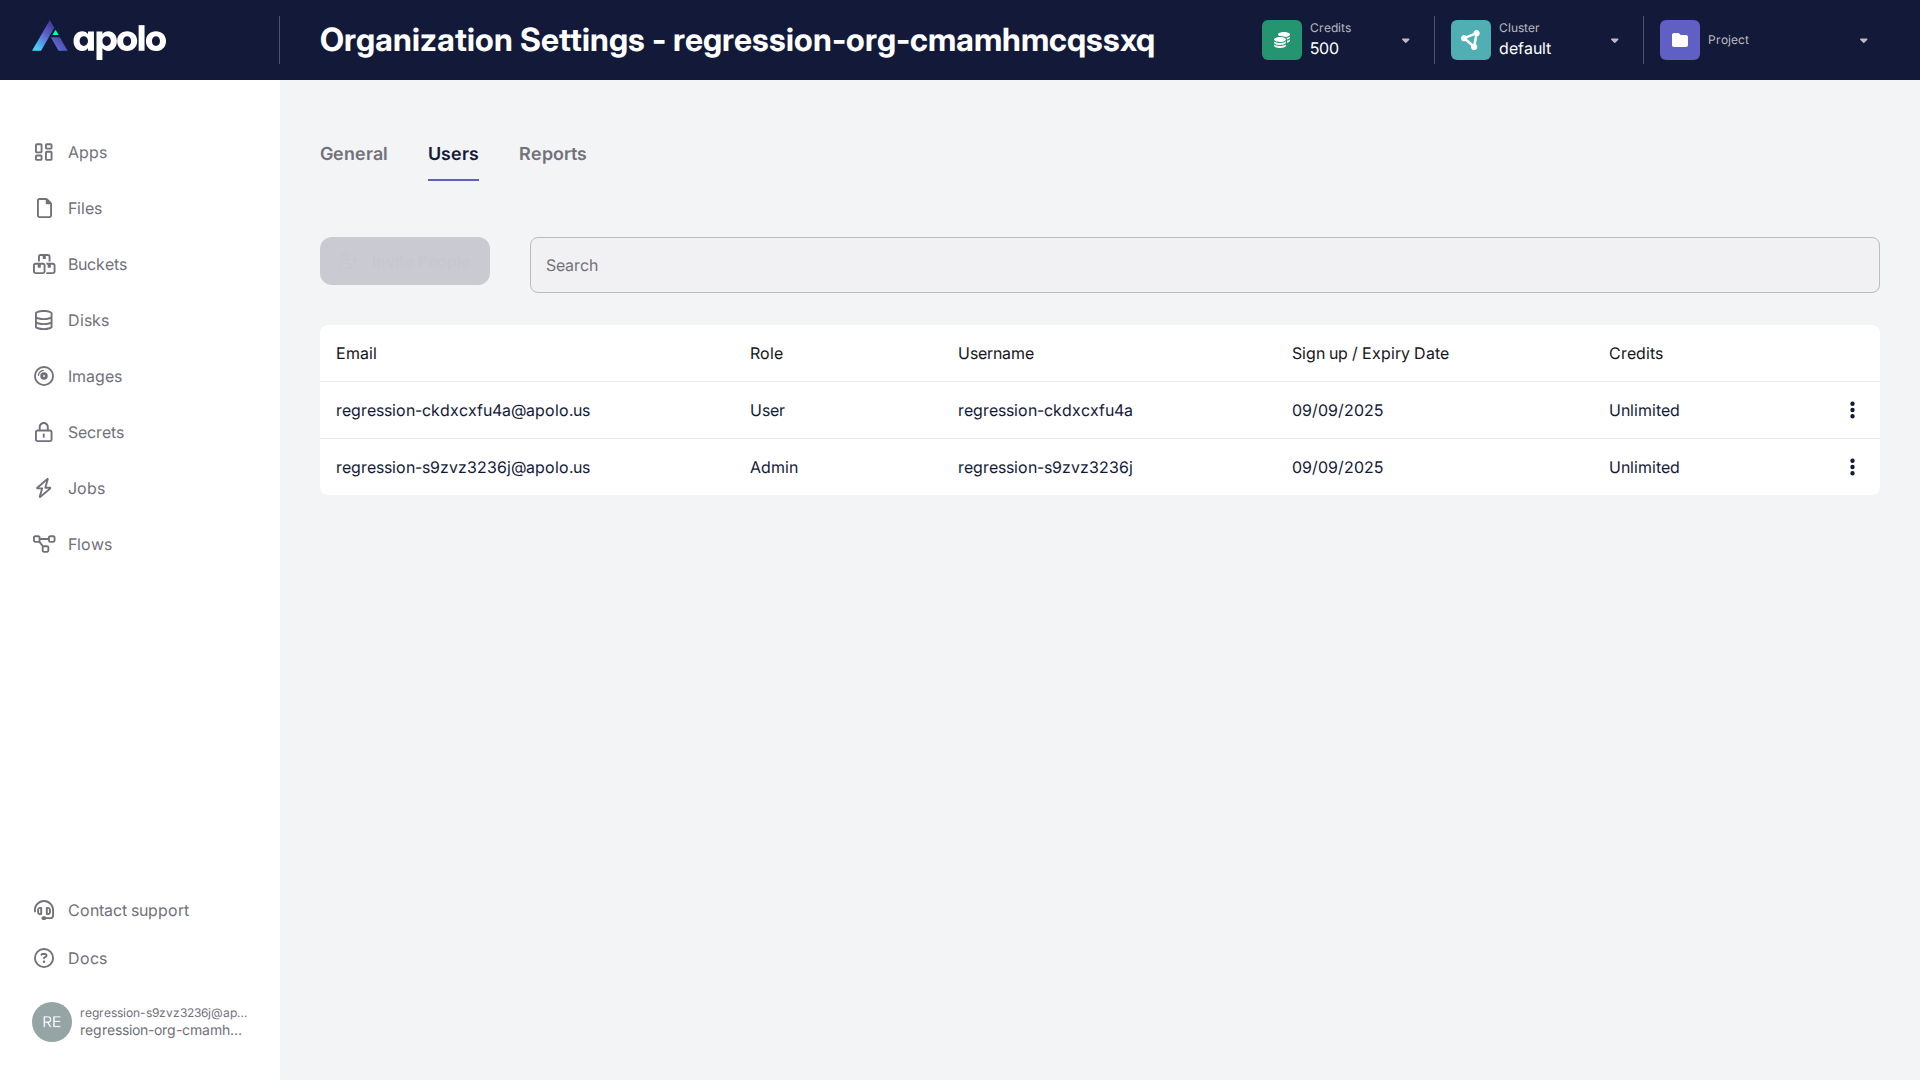 apolo
Organization Settings - regression-org-cmamhmcqssxq
Credits
500
Cluster
default
Project
Apps
Files
Buckets
Disks
Images
Secrets
Jobs
Flows
Contact support
Docs
RE
regression-s9zvz3236j@ap...
regression-org-cmamh...
General
Users
Reports
Search
Email
Role
Username
Sign up / Expiry Date
Credits
regression-ckdxcxfu4a@apolo.us
User
regression-ckdxcxfu4a
09/09/2025
Unlimited
regression-s9zvz3236j@apolo.us
Admin
regression-s9zvz3236j
09/09/2025
Unlimited